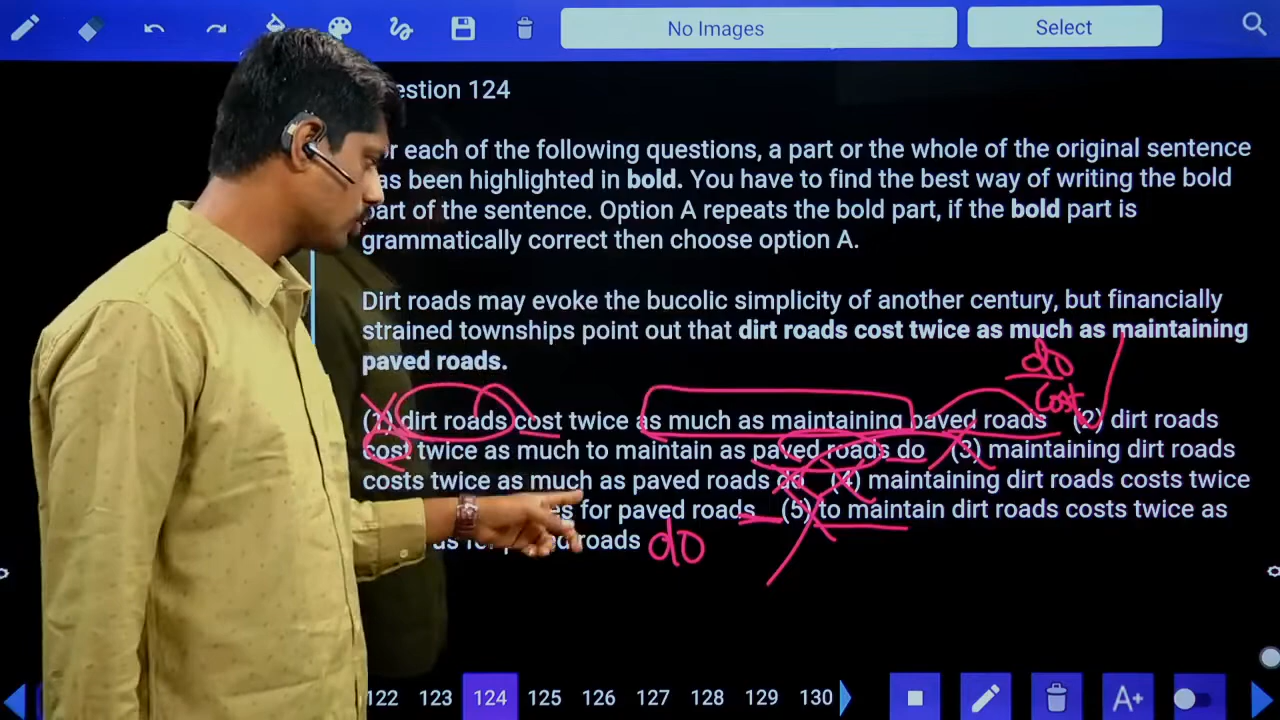 No Images
Select
estion 124
or each of the following questions, a part or the whole of the original sentence
as been highlighted in bold. You have to find the best way of writing the bold
part of the sentence. Option A repeats the bold part, if the bold part is
grammatically correct then choose option A.
Dirt roads may evoke the bucolic simplicity of another century, but financially
strained townships point out that dirt roads cost twice as much as maintaining
paved roads.
do
cost
(1) dirt roads cost twice as much as maintaining paved roads (2) dirt roads
cost twice as much to maintain as paved roads do (3) maintaining dirt roads
costs twice as much as paved roads do (4) maintaining dirt roads costs twice
es for paved roads (5) to maintain dirt roads costs twice as
as for paved roads do
122 123 124 125 126 127 128 129 130
A+